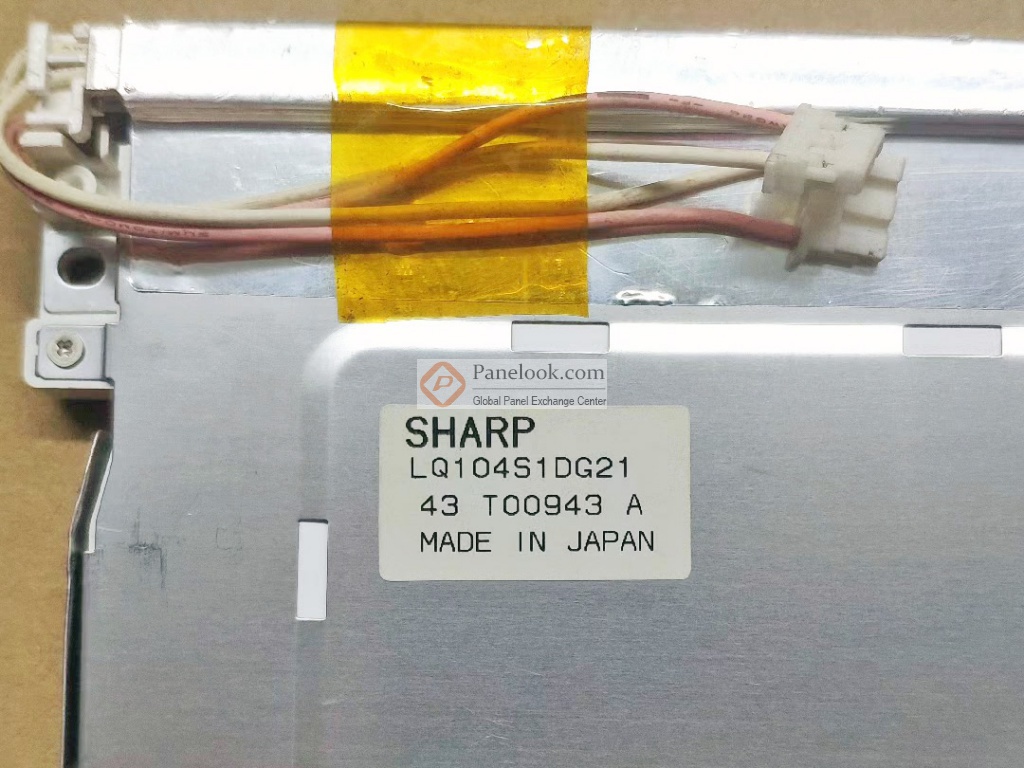 Panelook.com
Global Panel Exchange Center
SHARP
LQ104S1DG21
43 T00943 A
MADE IN JAPAN